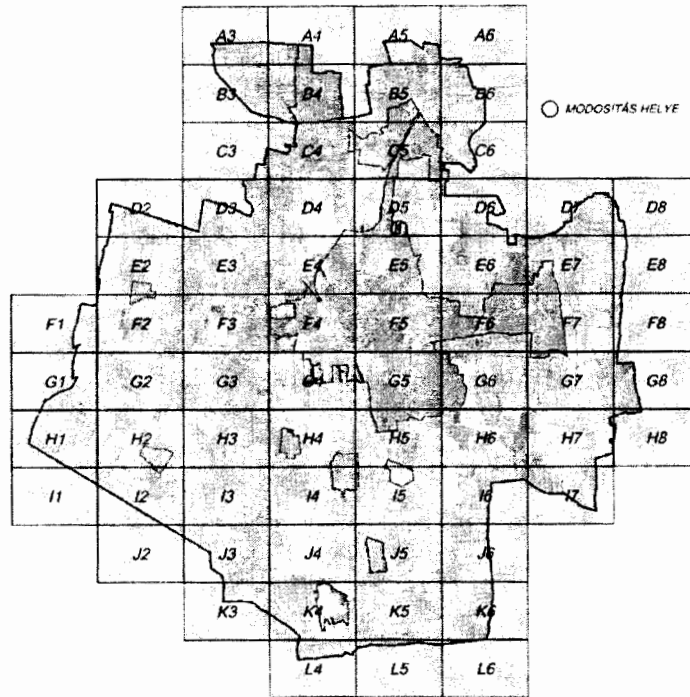 A3 A4 A5 A6
B3 B4 B5 B6
MODOSITÁS HELYE
C3 C4 C5 C6
D2 D3 D4 D5 D6 D7 D8
E2 E3 E4 E5 E6 E7 E8
F1 F2 F3 F4 F5 F6 F7 F8
G1 G2 G3 G4 G5 G6 G7 G8
H1 H2 H3 H4 H5 H6 H7 H8
I1 I2 I3 I4 I5 I6 I7
J2 J3 J4 J5 J6
K3 K4 K5 K6
L4 L5 L6